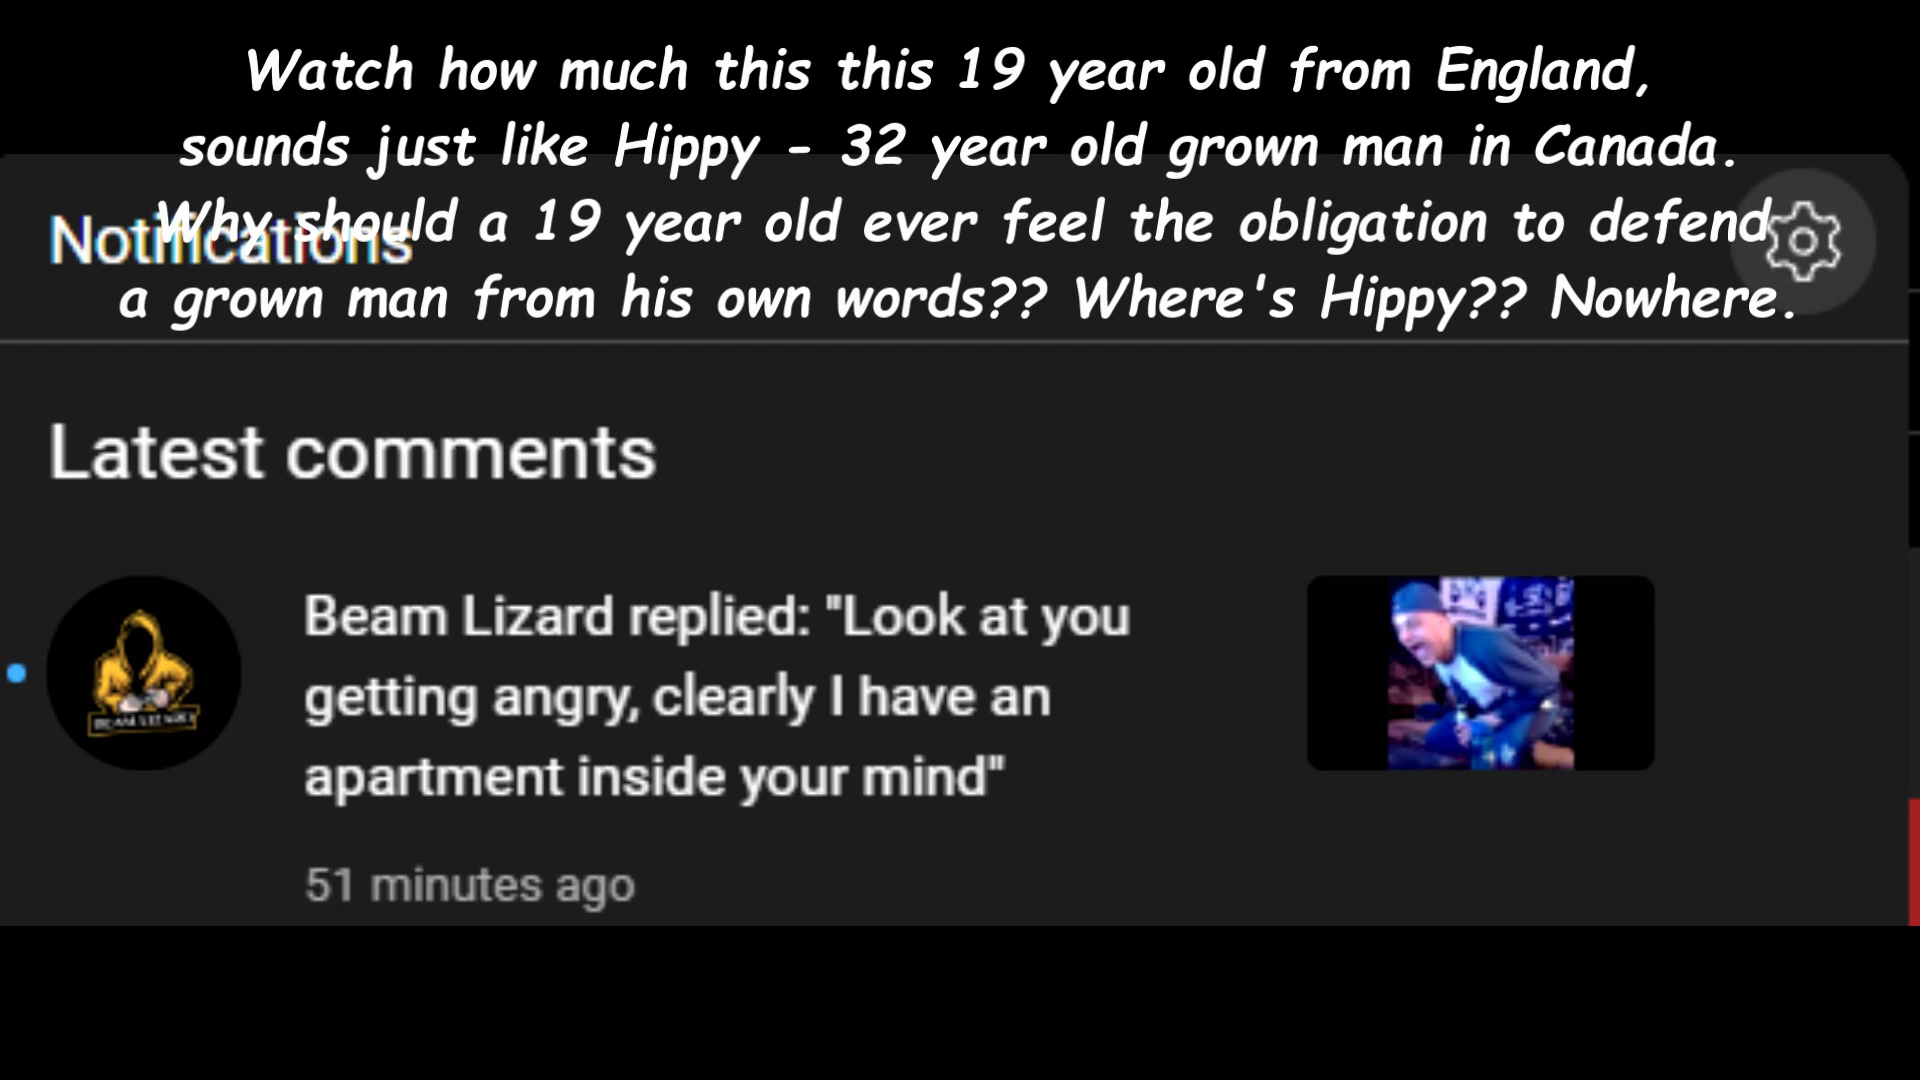 Watch how much this this 19 year old from England,
sounds just like Hippy - 32 year old grown man in Canada.
Why should a 19 year old ever feel the obligation to defend
a grown man from his own words?? Where's Hippy?? Nowhere.
Notifications
Latest comments
Beam Lizard replied: "Look at you
getting angry, clearly I have an
apartment inside your mind"
51 minutes ago
BEAM LIZARD